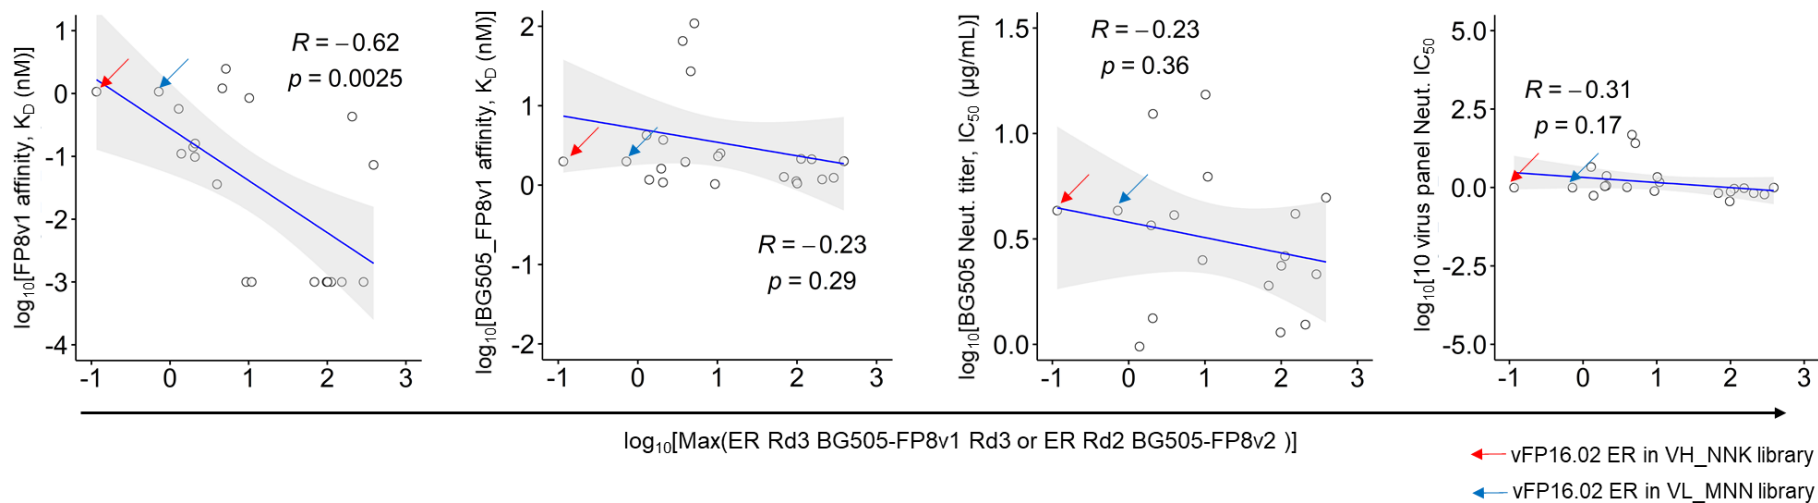 log10[FP8v1 affinity, KD (nM)]
1
0
-1
-2
-3
-4
R = −0.62
p = 0.0025
-1 0 1 2 3
log10[BG505_FP8v1 affinity, KD (nM)]
2
1
0
-1
-2
R = −0.23
p = 0.29
-1 0 1 2 3
log10[BG505 Neut. titer, IC50 (µg/mL)]
1.5
1.0
0.5
0.0
R = −0.23
p = 0.36
-1 0 1 2 3
log10[10 virus panel Neut. IC50
5.0
2.5
0.0
-2.5
-5.0
R = −0.31
p = 0.17
-1 0 1 2 3
log10[Max(ER Rd3 BG505-FP8v1 Rd3 or ER Rd2 BG505-FP8v2 )]
vFP16.02 ER in VH_NNK library
vFP16.02 ER in VL_MNN library